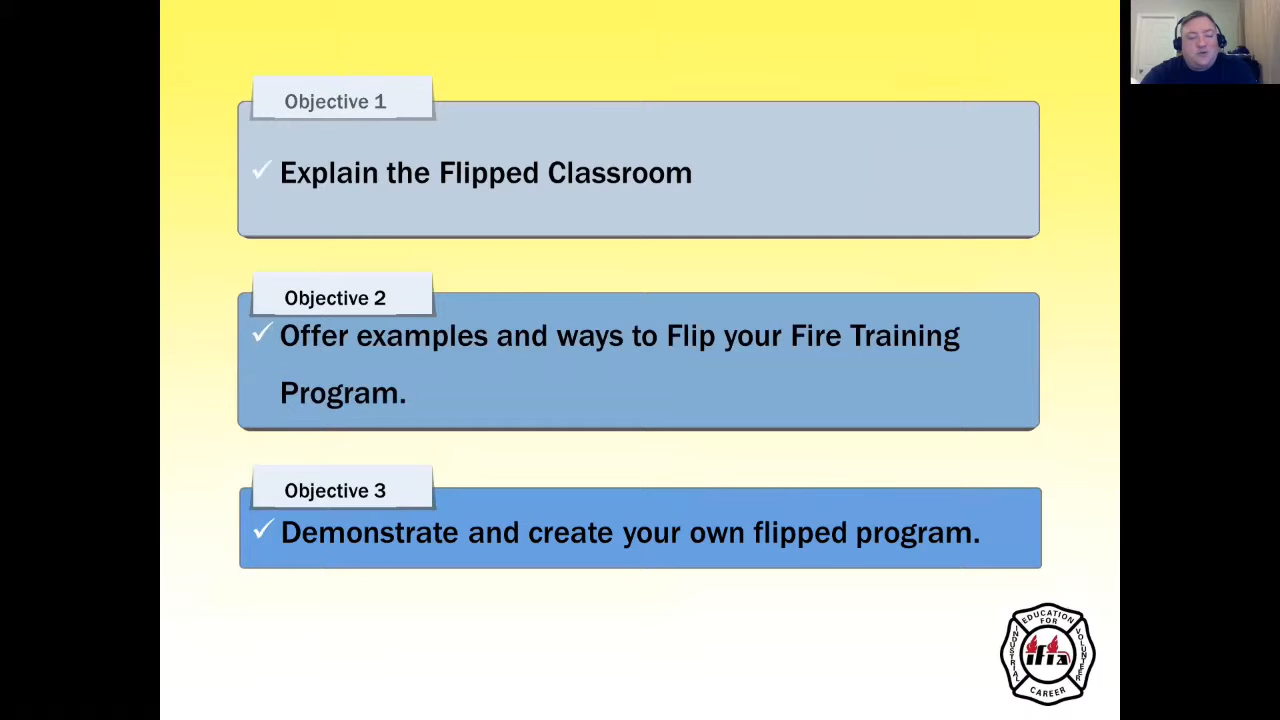 Objective 1
Explain the Flipped Classroom
Objective 2
Offer examples and ways to Flip your Fire Training
Program.
Objective 3
Demonstrate and create your own flipped program.
EDUCATION
FOR
INDUSTRIAL
VOLUNTEER
ifia
CAREER